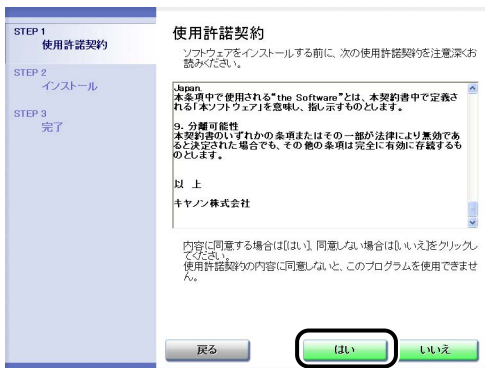 STEP 1
使用許諾契約
STEP 2
インストール
STEP 3
完了
使用許諾契約
ソフトウェアをインストールする前に、次の使用許諾契約を注意深くお
読みください。
Japan.
本条項中で使用される“the Software”とは、本契約書中で定義さ
れる「本ソフトウェア」を意味し、指し示すものとします。
9. 分離可能性
本契約書のいずれかの条項またはその一部が法律により無効であ
ると決定された場合でも、その他の条項は完全に有効に存続するも
のとします。
以 上
キヤノン株式会社
内容に同意する場合は[はい]、同意しない場合は[いいえ]をクリックし
てください。
使用許諾契約の内容に同意しないと、このプログラムを使用できませ
ん。
戻る
はい
いいえ